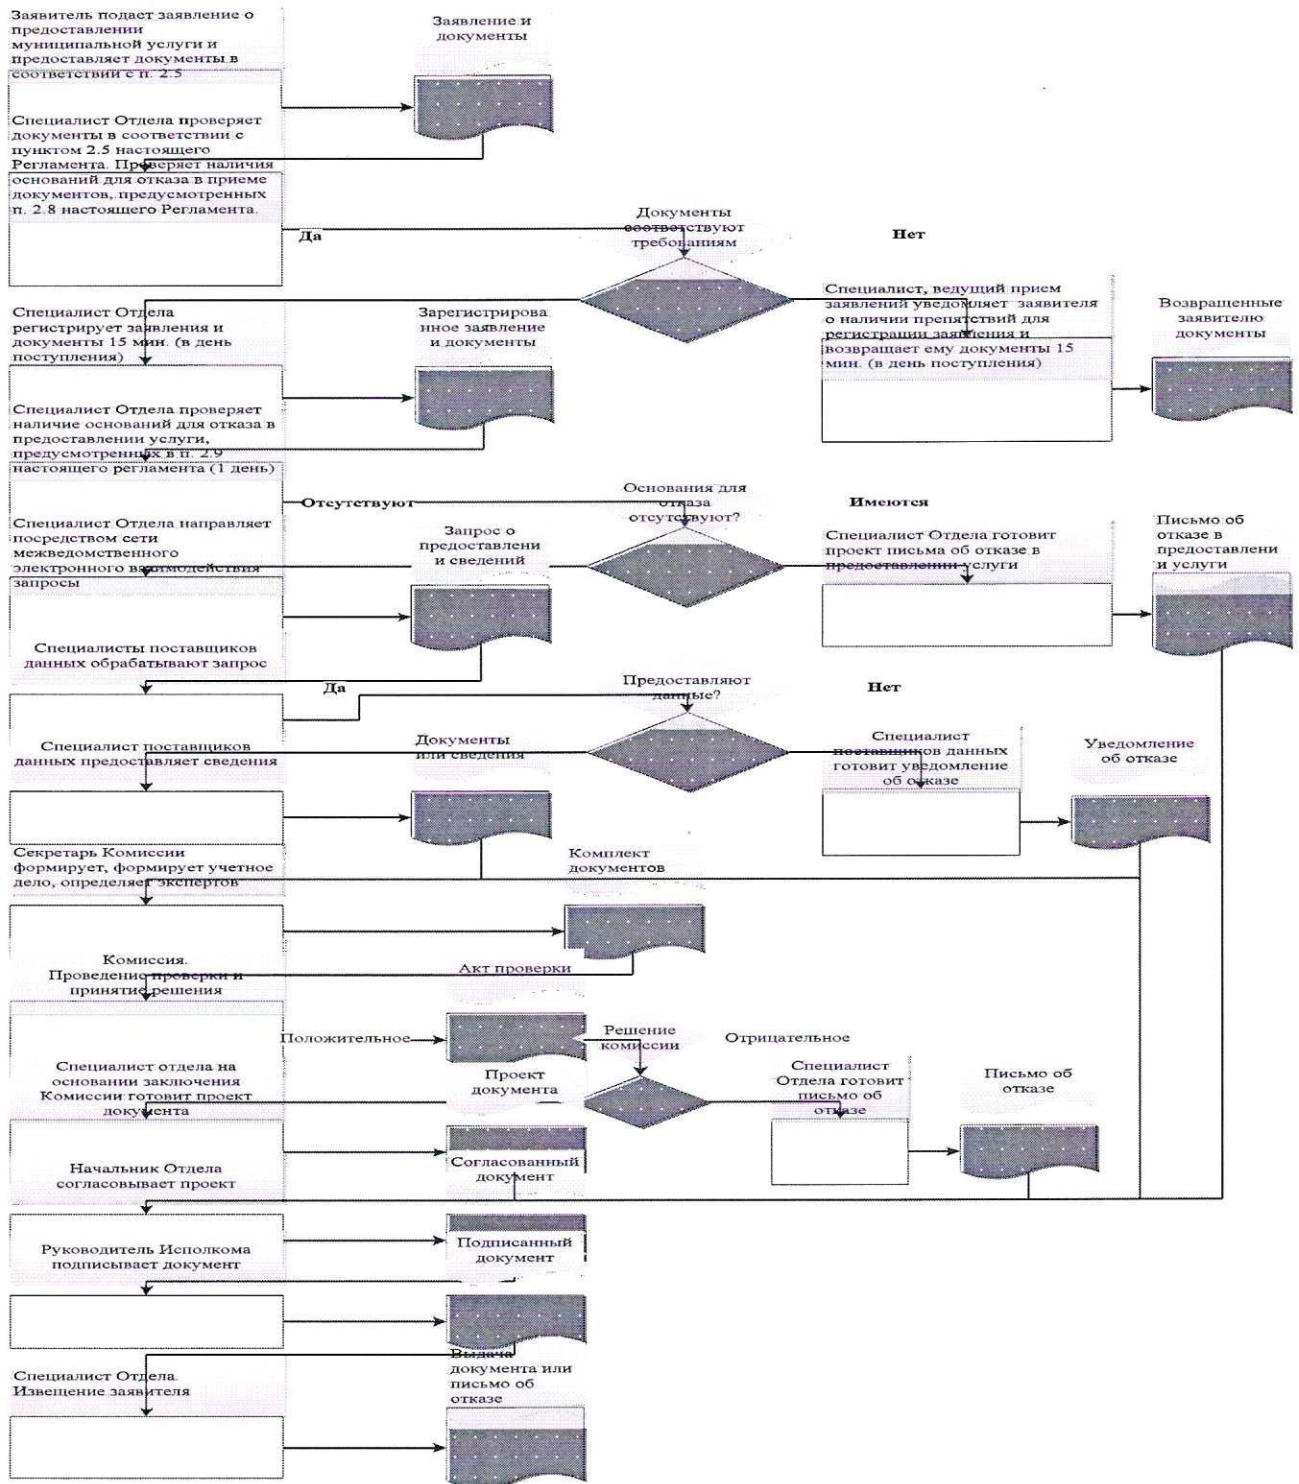 Заявитель подает заявление о
предоставлении
муниципальной услуги и
предоставляет документы в
соответствии с п. 2.5
Заявление и
документы
Специалист Отдела проверяет
документы в соответствии с
пунктом 2.5 настоящего
Регламента. Проверяет наличия
оснований для отказа в приеме
документов, предусмотренных
п. 2.8 настоящего Регламента.
Да
Документы
соответствуют
требованиям
Нет
Специалист Отдела
регистрирует заявления и
документы 15 мин. (в день
поступления)
Зарегистрирова
нное заявление
и документы
Специалист, ведущий прием
заявлений уведомляет заявителя
о наличии препятствий для
регистрации заявления и
возвращает ему документы 15
мин. (в день поступления)
Возвращенные
заявителю
документы
Специалист Отдела проверяет
наличие оснований для отказа в
предоставлении услуги,
предусмотренных в п. 2.9
настоящего регламента (1 день)
Отсутствуют
Основания для
отказа
отсутствуют?
Имеются
Специалист Отдела направляет
посредством сети
межведомственного
электронного взаимодействия
запросы
Запрос о
предоставлени
и сведений
Специалист Отдела готовит
проект письма об отказе в
предоставлении услуги
Письмо об
отказе в
предоставлени
и услуги
Специалисты поставщиков
данных обрабатывают запрос
Да
Предоставляют
данные?
Нет
Специалист поставщиков
данных предоставляет сведения
Документы
или сведения
Специалист
поставщиков данных
готовит уведомление
об отказе
Уведомление
об отказе
Секретарь Комиссии
формирует, формирует учетное
дело, определяет экспертов
Комплект
документов
Комиссия.
Проведение проверки и
принятие решения
Акт проверки
Положительное
Решение
комиссии
Отрицательное
Специалист отдела на
основании заключения
Комиссии готовит проект
документа
Проект
документа
Специалист
Отдела готовит
письмо об
отказе
Письмо об
отказе
Начальник Отдела
согласовывает проект
Согласованный
документ
Руководитель Исполкома
подписывает документ
Подписанный
документ
Специалист Отдела.
Извещение заявителя
Выдача
документа или
письмо об
отказе